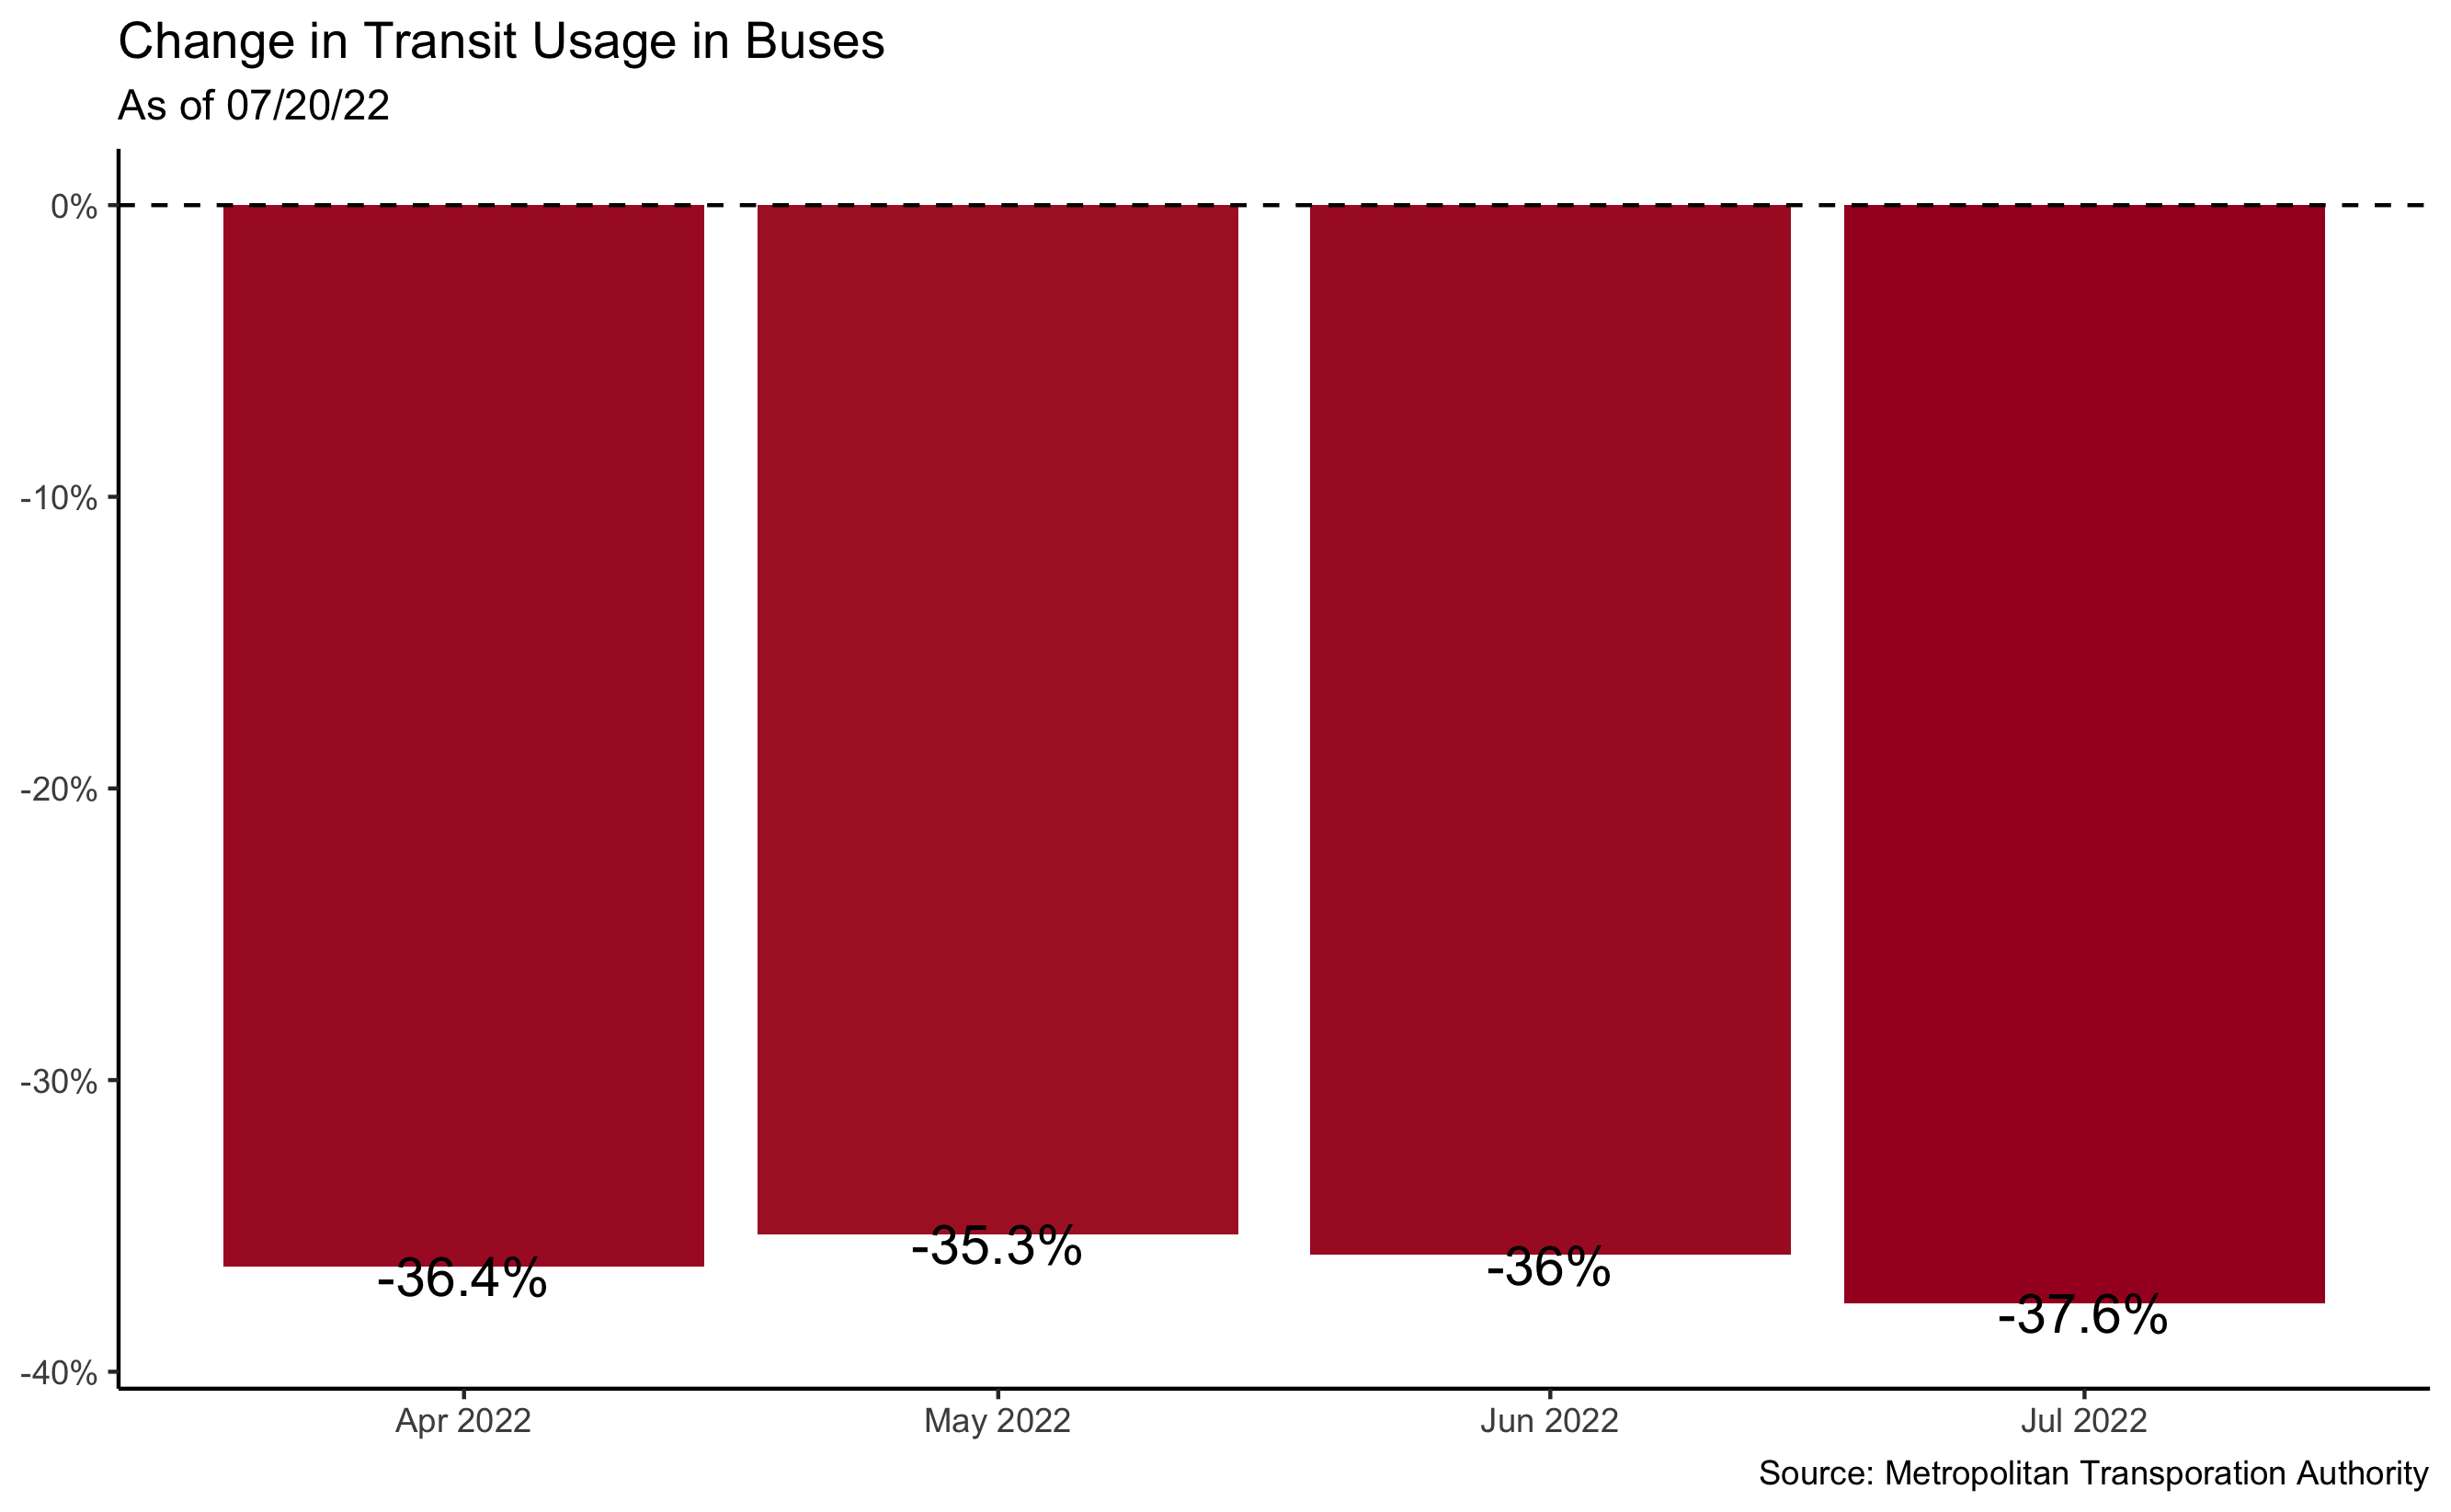 Change in Transit Usage in Buses
As of 07/20/22
0%
-10%
-20%
-30%
-40%
-36.4%
-35.3%
-36%
-37.6%
Apr 2022
May 2022
Jun 2022
Jul 2022
Source: Metropolitan Transporation Authority